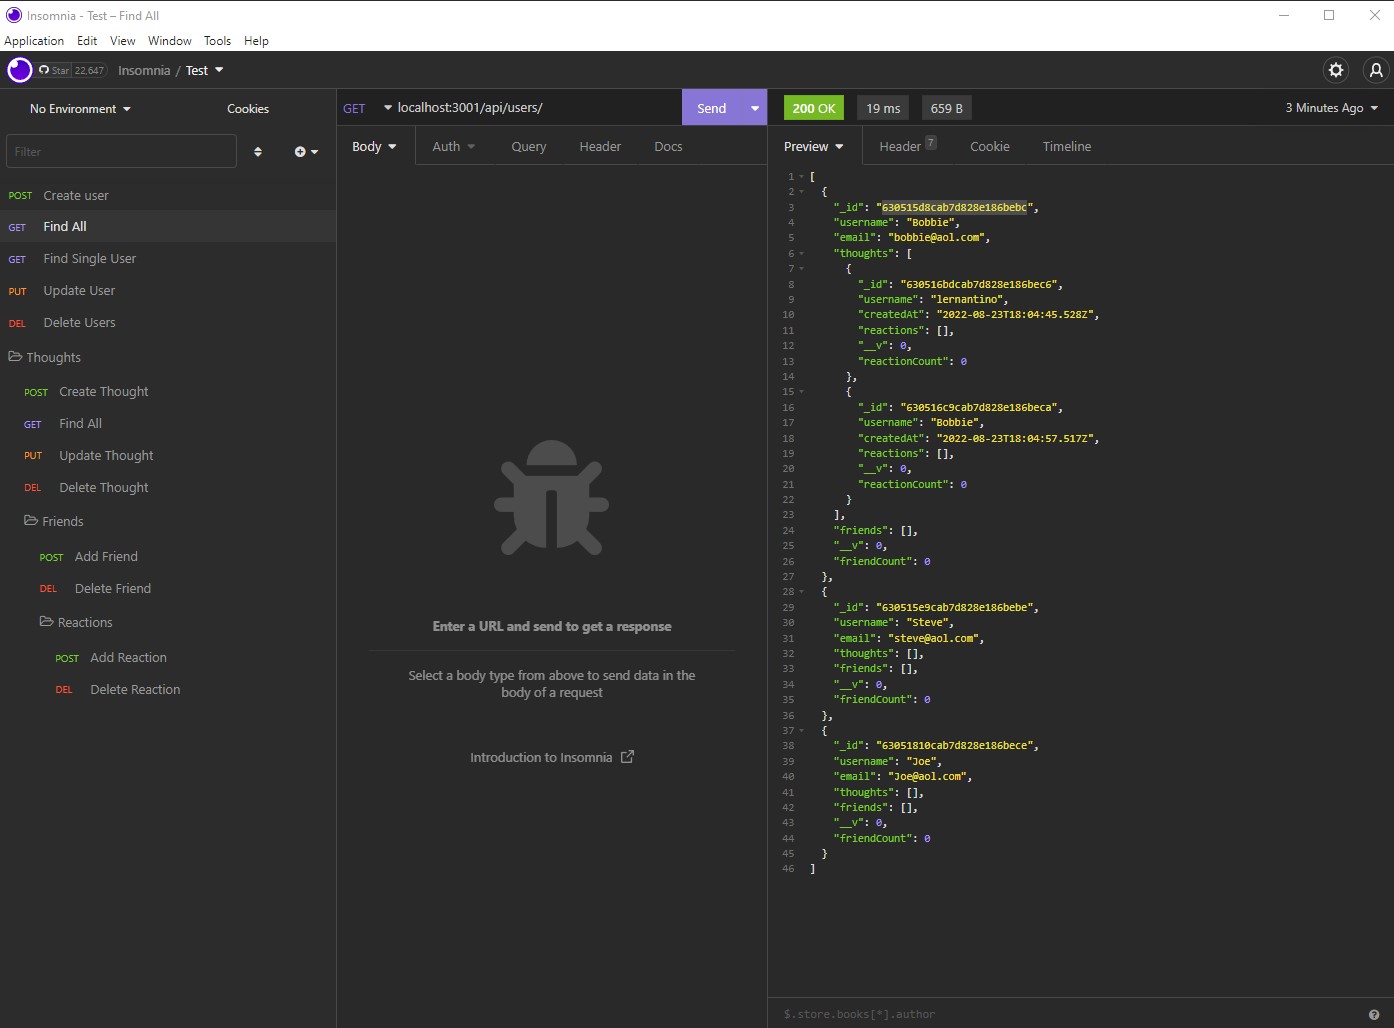 Insomnia - Test – Find All
Application Edit View Window Tools Help
Star 22,647 Insomnia / Test
No Environment Cookies
Filter
POST Create user
GET Find All
GET Find Single User
PUT Update User
DEL Delete Users
Thoughts
POST Create Thought
GET Find All
PUT Update Thought
DEL Delete Thought
Friends
POST Add Friend
DEL Delete Friend
Reactions
POST Add Reaction
DEL Delete Reaction
GET localhost:3001/api/users/ Send
Body Auth Query Header Docs
Enter a URL and send to get a response
Select a body type from above to send data in the
body of a request
Introduction to Insomnia
200 OK 19 ms 659 B 3 Minutes Ago
Preview Header 7 Cookie Timeline
1 [
2 {
3 "_id": "630515d8cab7d828e186bebc",
4 "username": "Bobbie",
5 "email": "bobbie@aol.com",
6 "thoughts": [
7 {
8 "_id": "630516bdcab7d828e186bec6",
9 "username": "lernantino",
10 "createdAt": "2022-08-23T18:04:45.528Z",
11 "reactions": [],
12 "__v": 0,
13 "reactionCount": 0
14 },
15 {
16 "_id": "630516c9cab7d828e186beca",
17 "username": "Bobbie",
18 "createdAt": "2022-08-23T18:04:57.517Z",
19 "reactions": [],
20 "__v": 0,
21 "reactionCount": 0
22 }
23 ],
24 "friends": [],
25 "__v": 0,
26 "friendCount": 0
27 },
28 {
29 "_id": "630515e9cab7d828e186bebe",
30 "username": "Steve",
31 "email": "steve@aol.com",
32 "thoughts": [],
33 "friends": [],
34 "__v": 0,
35 "friendCount": 0
36 },
37 {
38 "_id": "63051810cab7d828e186bece",
39 "username": "Joe",
40 "email": "Joe@aol.com",
41 "thoughts": [],
42 "friends": [],
43 "__v": 0,
44 "friendCount": 0
45 }
46 ]
$.store.books[*].author